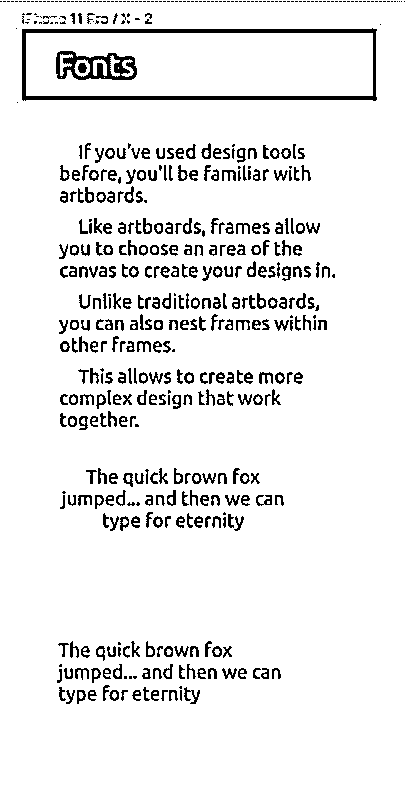 iPhone 11 Pro / X - 2
Fonts
If you've used design tools
before, you'll be familiar with
artboards.
Like artboards, frames allow
you to choose an area of the
canvas to create your designs in.
Unlike traditional artboards,
you can also nest frames within
other frames.
This allows to create more
complex design that work
together.
The quick brown fox
jumped... and then we can
type for eternity
The quick brown fox
jumped... and then we can
type for eternity